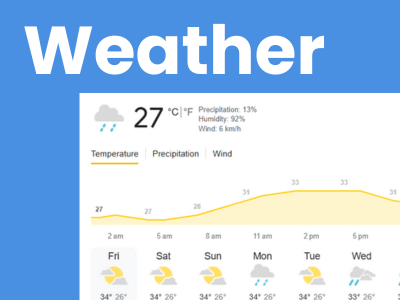 Weather
27 °C | °F
Precipitation: 13%
Humidity: 92%
Wind: 6 km/h
Temperature | Precipitation | Wind
27 27 28 31 33 33 31
2 am 5 am 8 am 11 am 2 pm 5 pm
Fri Sat Sun Mon Tue Wed
34° 26° 34° 26° 34° 26° 34° 26° 34° 26° 33° 26°